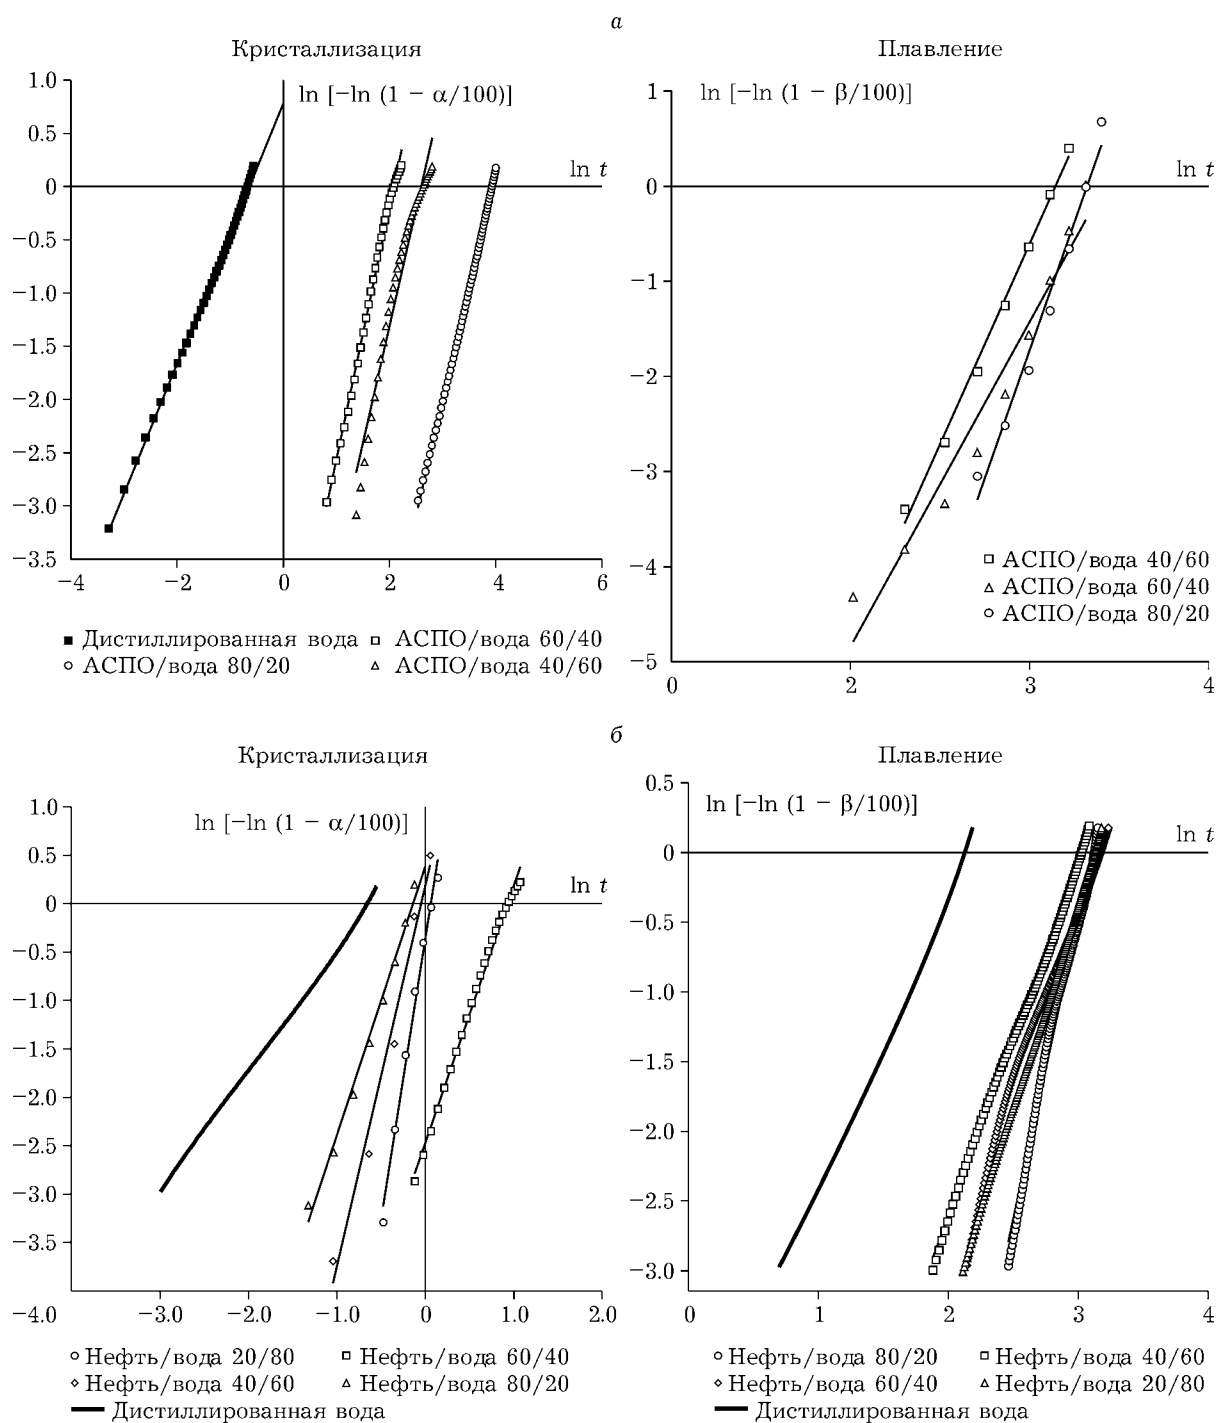 а
Кристаллизация
Плавление
1.0
0.5
0
−0.5
−1.0
−1.5
−2.0
−2.5
−3.0
−3.5
ln [−ln (1 − α/100)]
ln t
−4
−2
0
2
4
6
■ Дистиллированная вода □ АСПО/вода 60/40
○ АСПО/вода 80/20 △ АСПО/вода 40/60
1
0
−1
−2
−3
−4
−5
ln [−ln (1 − β/100)]
ln t
□ АСПО/вода 40/60
△ АСПО/вода 60/40
○ АСПО/вода 80/20
0
2
3
4
б
Кристаллизация
Плавление
1.0
0.5
0
−0.5
−1.0
−1.5
−2.0
−2.5
−3.0
−3.5
ln [−ln (1 − α/100)]
ln t
−4.0
−3.0
−2.0
−1.0
0
1.0
2.0
○ Нефть/вода 20/80 □ Нефть/вода 60/40
◇ Нефть/вода 40/60 △ Нефть/вода 80/20
Дистиллированная вода
0.5
0
−0.5
−1.0
−1.5
−2.0
−2.5
−3.0
ln [−ln (1 − β/100)]
ln t
0
1
2
3
4
○ Нефть/вода 80/20 □ Нефть/вода 40/60
◇ Нефть/вода 60/40 △ Нефть/вода 20/80
Дистиллированная вода